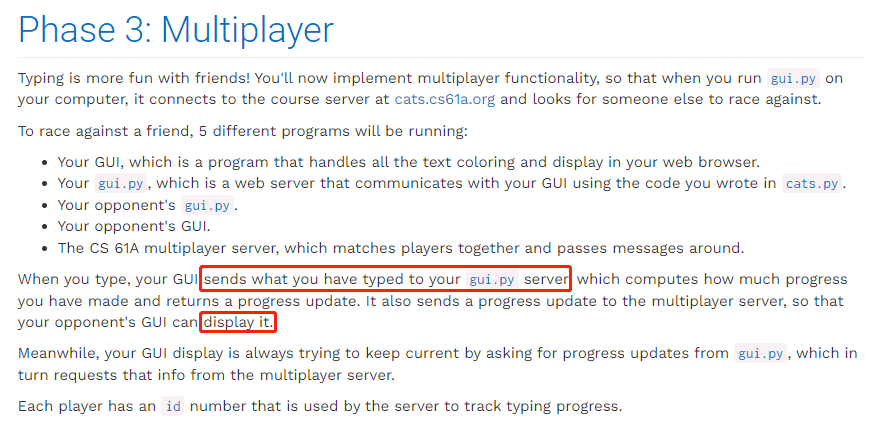 Phase 3: Multiplayer
Typing is more fun with friends! You'll now implement multiplayer functionality, so that when you run gui.py on
your computer, it connects to the course server at cats.cs61a.org and looks for someone else to race against.
To race against a friend, 5 different programs will be running:
• Your GUI, which is a program that handles all the text coloring and display in your web browser.
• Your gui.py, which is a web server that communicates with your GUI using the code you wrote in cats.py.
• Your opponent's gui.py.
• Your opponent's GUI.
• The CS 61A multiplayer server, which matches players together and passes messages around.
When you type, your GUI sends what you have typed to your gui.py server which computes how much progress
you have made and returns a progress update. It also sends a progress update to the multiplayer server, so that
your opponent's GUI can display it.
Meanwhile, your GUI display is always trying to keep current by asking for progress updates from gui.py, which in
turn requests that info from the multiplayer server.
Each player has an id number that is used by the server to track typing progress.